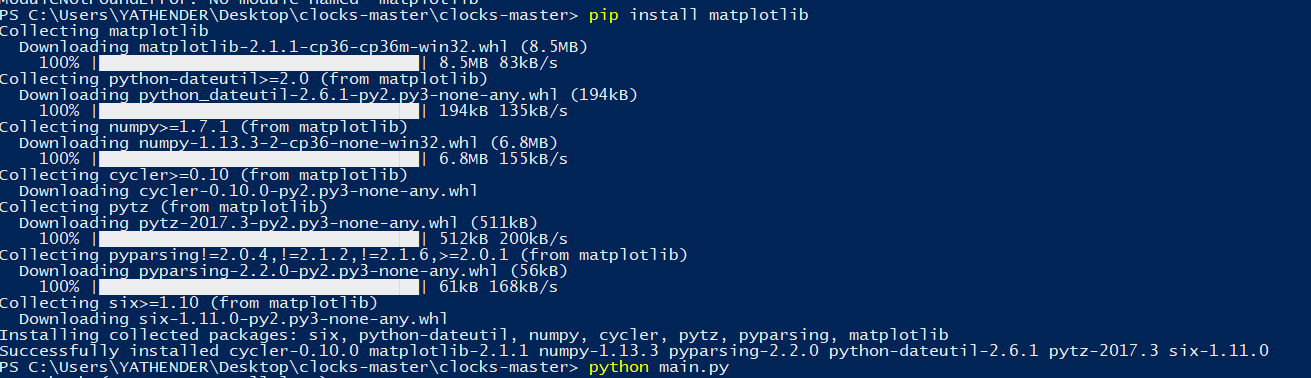 PS C:\Users\YATHENDER\Desktop\clocks-master\clocks-master> pip install matplotlib
Collecting matplotlib
  Downloading matplotlib-2.1.1-cp36-cp36m-win32.whl (8.5MB)
    100% |████████████████████████████████| 8.5MB 83kB/s
Collecting python-dateutil>=2.0 (from matplotlib)
  Downloading python_dateutil-2.6.1-py2.py3-none-any.whl (194kB)
    100% |████████████████████████████████| 194kB 135kB/s
Collecting numpy>=1.7.1 (from matplotlib)
  Downloading numpy-1.13.3-2-cp36-none-win32.whl (6.8MB)
    100% |████████████████████████████████| 6.8MB 155kB/s
Collecting cycler>=0.10 (from matplotlib)
  Downloading cycler-0.10.0-py2.py3-none-any.whl
Collecting pytz (from matplotlib)
  Downloading pytz-2017.3-py2.py3-none-any.whl (511kB)
    100% |████████████████████████████████| 512kB 200kB/s
Collecting pyparsing!=2.0.4,!=2.1.2,!=2.1.6,>=2.0.1 (from matplotlib)
  Downloading pyparsing-2.2.0-py2.py3-none-any.whl (56kB)
    100% |████████████████████████████████| 61kB 168kB/s
Collecting six>=1.10 (from matplotlib)
  Downloading six-1.11.0-py2.py3-none-any.whl
Installing collected packages: six, python-dateutil, numpy, cycler, pytz, pyparsing, matplotlib
Successfully installed cycler-0.10.0 matplotlib-2.1.1 numpy-1.13.3 pyparsing-2.2.0 python-dateutil-2.6.1 pytz-2017.3 six-1.11.0
PS C:\Users\YATHENDER\Desktop\clocks-master\clocks-master> python main.py